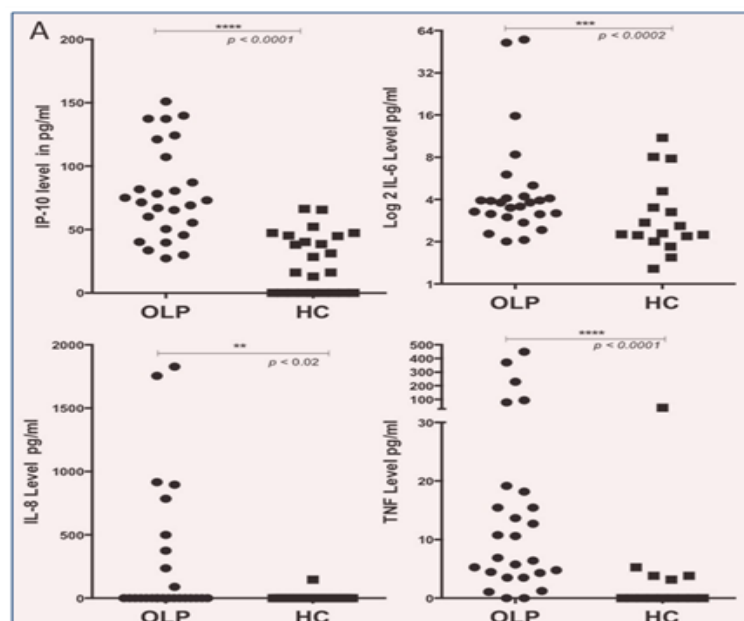 A
****
p < 0.0001
200
150
100
50
0
IP-10 level in pg/ml
OLP
HC
***
p < 0.0002
64
32
16
8
4
2
1
Log 2 IL-6 Level pg/ml
OLP
HC
**
p < 0.02
2000
1500
1000
500
0
IL-8 Level pg/ml
OLP
HC
****
p < 0.0001
500
400
300
200
100
30
20
10
0
TNF Level pg/ml
OLP
HC